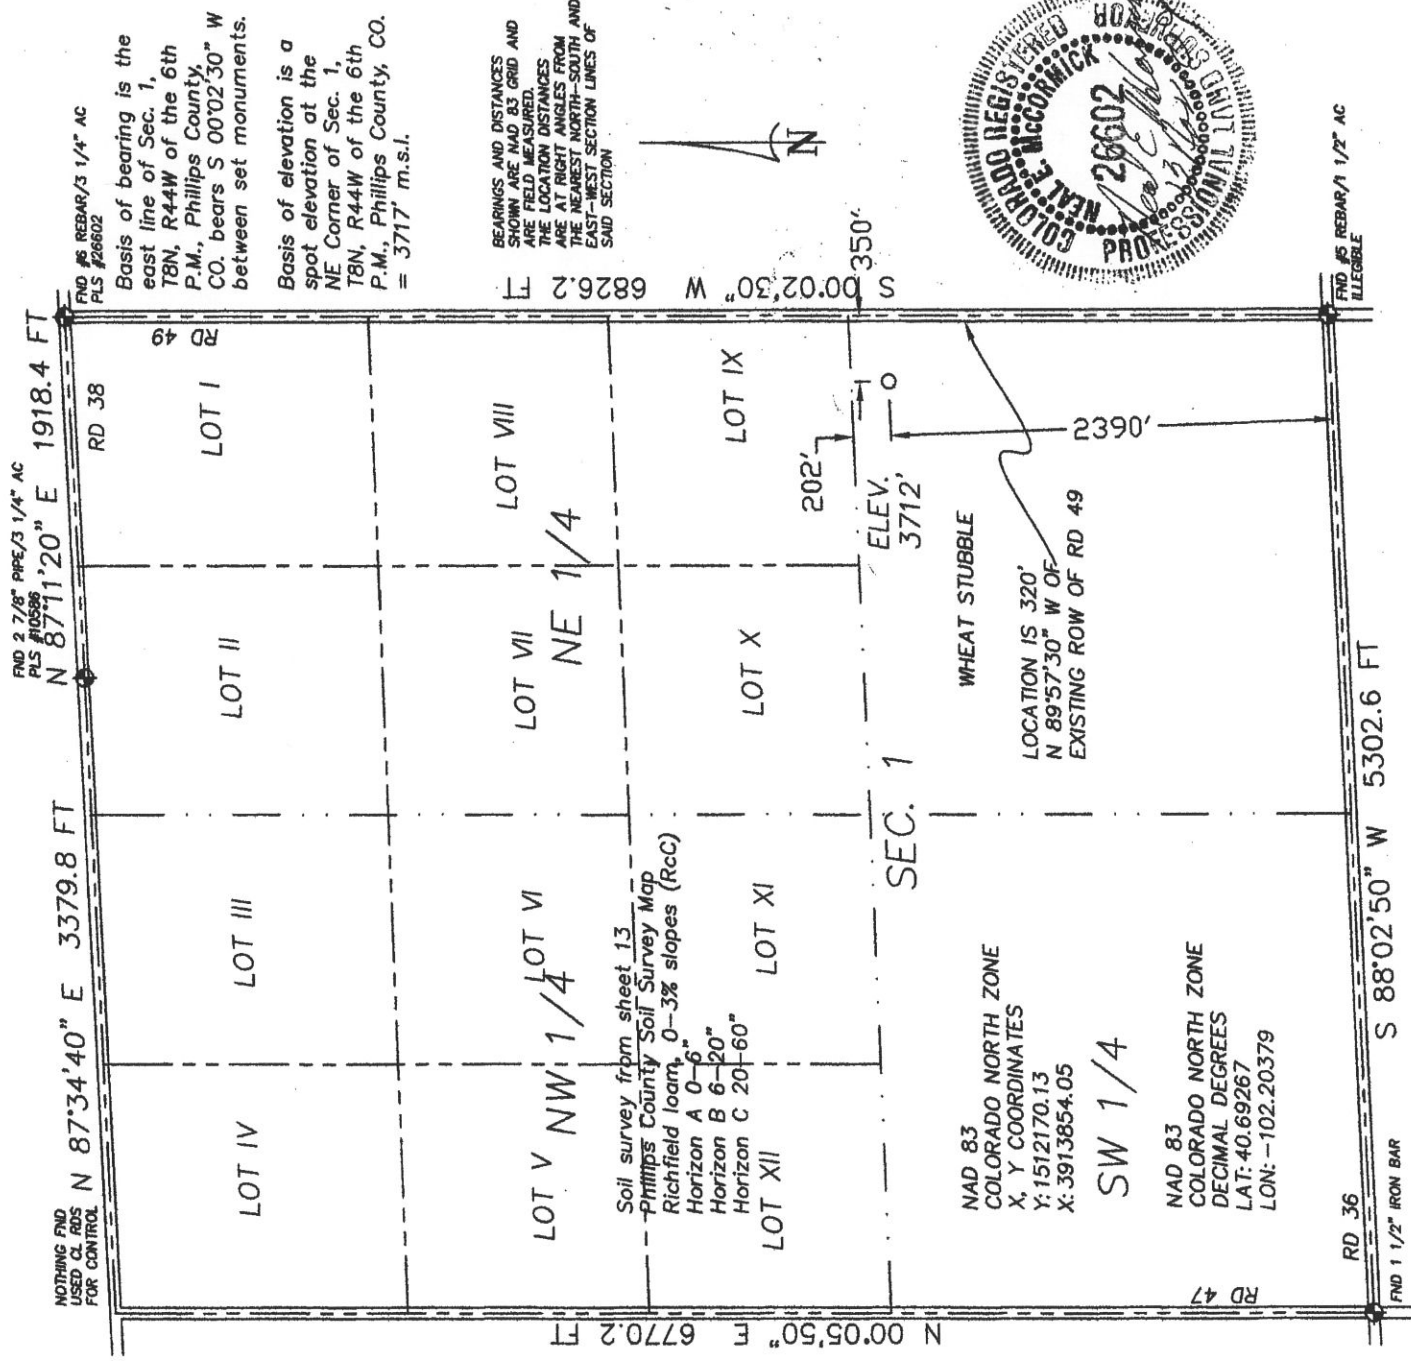 NOTHING FND
USED CL RDS
FOR CONTROL
N 87°34'40" E 3379.8 FT
FND 2 7/8" PIPE/3 1/4" AC
PLS #10586
N 87°11'20" E 1918.4 FT
FND #6 REBAR/3 1/4" AC
PLS #26602
RD 38
RD 49
Basis of bearing is the
east line of Sec. 1,
T8N, R44W of the 6th
P.M., Phillips County,
CO. bears S 00°02'30" W
between set monuments.
Basis of elevation is a
spot elevation at the
NE Corner of Sec. 1,
T8N, R44W of the 6th
P.M., Phillips County, CO.
= 3717' m.s.l.
BEARINGS AND DISTANCES
SHOWN ARE NAD 83 GRID AND
ARE FIELD MEASURED.
THE LOCATION DISTANCES
ARE AT RIGHT ANGLES FROM
THE NEAREST NORTH-SOUTH AND
EAST-WEST SECTION LINES OF
SAID SECTION
N
LOT IV
LOT III
LOT II
LOT I
LOT V
NW 1/4
LOT VI
LOT VII
NE 1/4
LOT VIII
Soil survey from sheet 13
Phillips County Soil Survey Map
Richfield loam, 0-3% slopes (RcC)
Horizon A 0-6"
Horizon B 6-20"
Horizon C 20-60"
LOT XII
LOT XI
LOT X
LOT IX
202'
350'
S 00°02'30" W 6826.2 FT
N 00°05'50" E 6770.2 FT
SEC. 1
ELEV.
3712'
2390'
WHEAT STUBBLE
LOCATION IS 320'
N 89°57'30" W OF
EXISTING ROW OF RD 49
NAD 83
COLORADO NORTH ZONE
X, Y COORDINATES
Y: 1512170.13
X: 3913854.05
SW 1/4
NAD 83
COLORADO NORTH ZONE
DECIMAL DEGREES
LAT: 40.69267
LON: -102.20379
RD 47
RD 36
FND 1 1/2" IRON BAR
S 88°02'50" W 5302.6 FT
FND #5 REBAR/1 1/2" AC
ILLEGIBLE
COLORADO REGISTERED
NEAL E. McCORMICK
26602
PROFESSIONAL LAND SURVEYOR